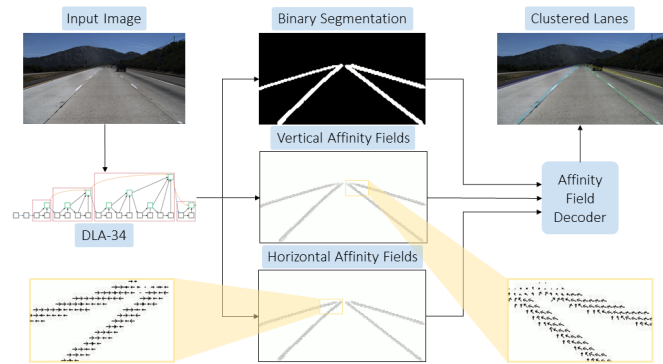 Input Image
Binary Segmentation
Clustered Lanes
Vertical Affinity Fields
Affinity
Field
Decoder
DLA-34
Horizontal Affinity Fields